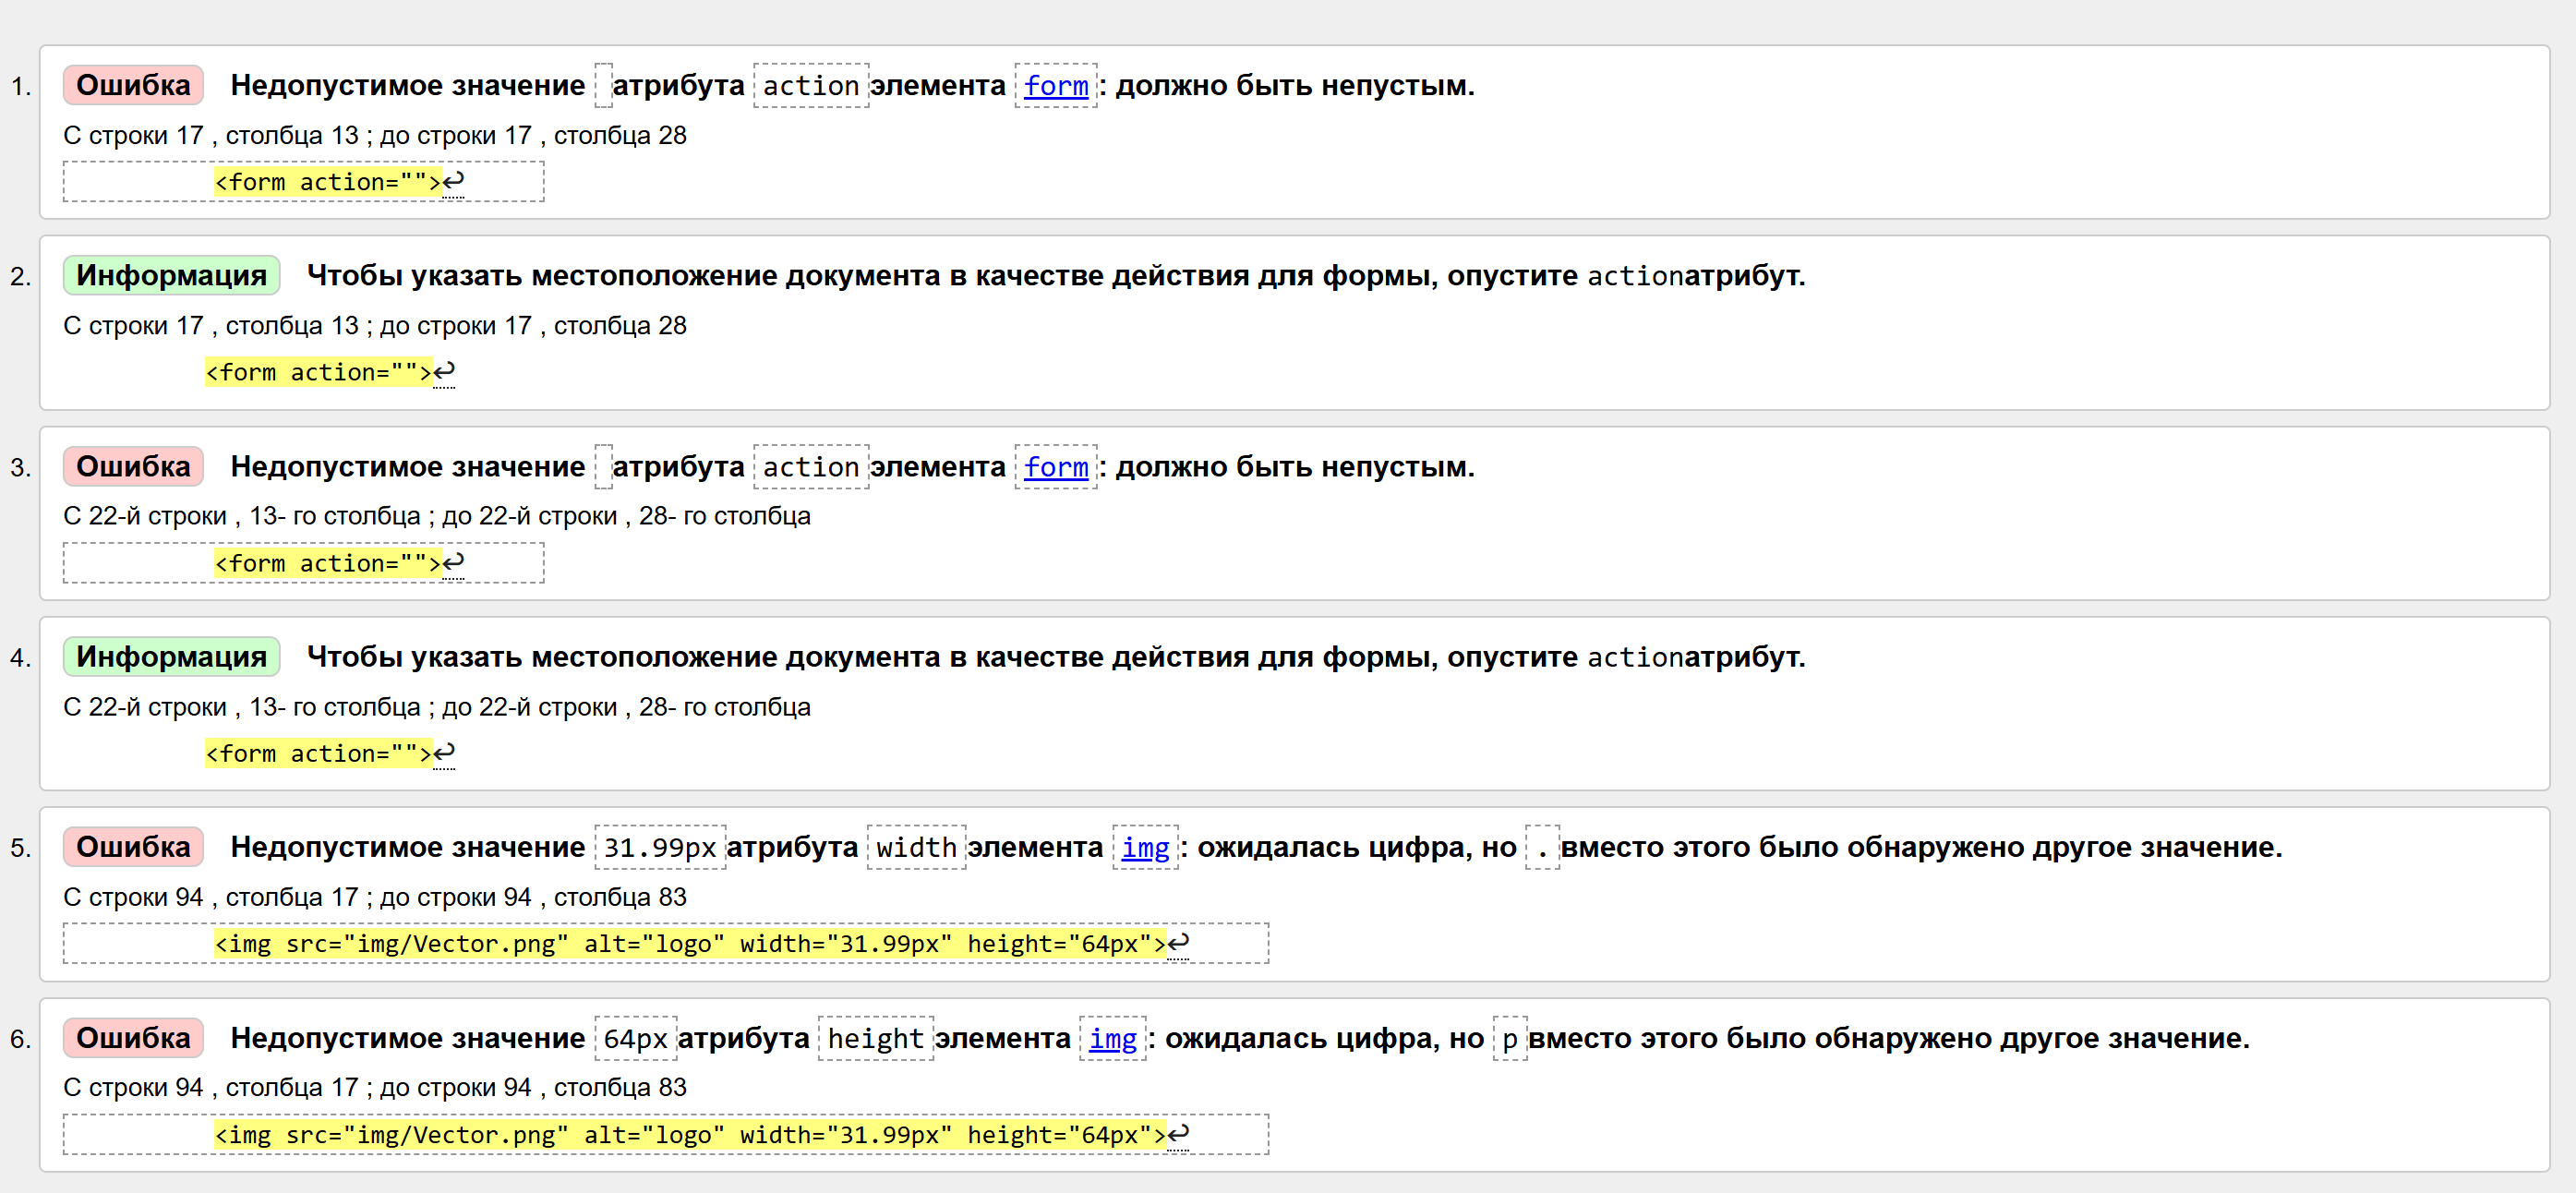 1. Ошибка Недопустимое значение атрибута action элемента form: должно быть непустым.
С строки 17 , столбца 13 ; до строки 17 , столбца 28
<form action="">↩
2. Информация Чтобы указать местоположение документа в качестве действия для формы, опустите actionатрибут.
С строки 17 , столбца 13 ; до строки 17 , столбца 28
<form action="">↩
3. Ошибка Недопустимое значение атрибута action элемента form: должно быть непустым.
С 22-й строки , 13- го столбца ; до 22-й строки , 28- го столбца
<form action="">↩
4. Информация Чтобы указать местоположение документа в качестве действия для формы, опустите actionатрибут.
С 22-й строки , 13- го столбца ; до 22-й строки , 28- го столбца
<form action="">↩
5. Ошибка Недопустимое значение 31.99px атрибута width элемента img: ожидалась цифра, но . вместо этого было обнаружено другое значение.
С строки 94 , столбца 17 ; до строки 94 , столбца 83
<img src="img/Vector.png" alt="logo" width="31.99px" height="64px">↩
6. Ошибка Недопустимое значение 64px атрибута height элемента img: ожидалась цифра, но p вместо этого было обнаружено другое значение.
С строки 94 , столбца 17 ; до строки 94 , столбца 83
<img src="img/Vector.png" alt="logo" width="31.99px" height="64px">↩